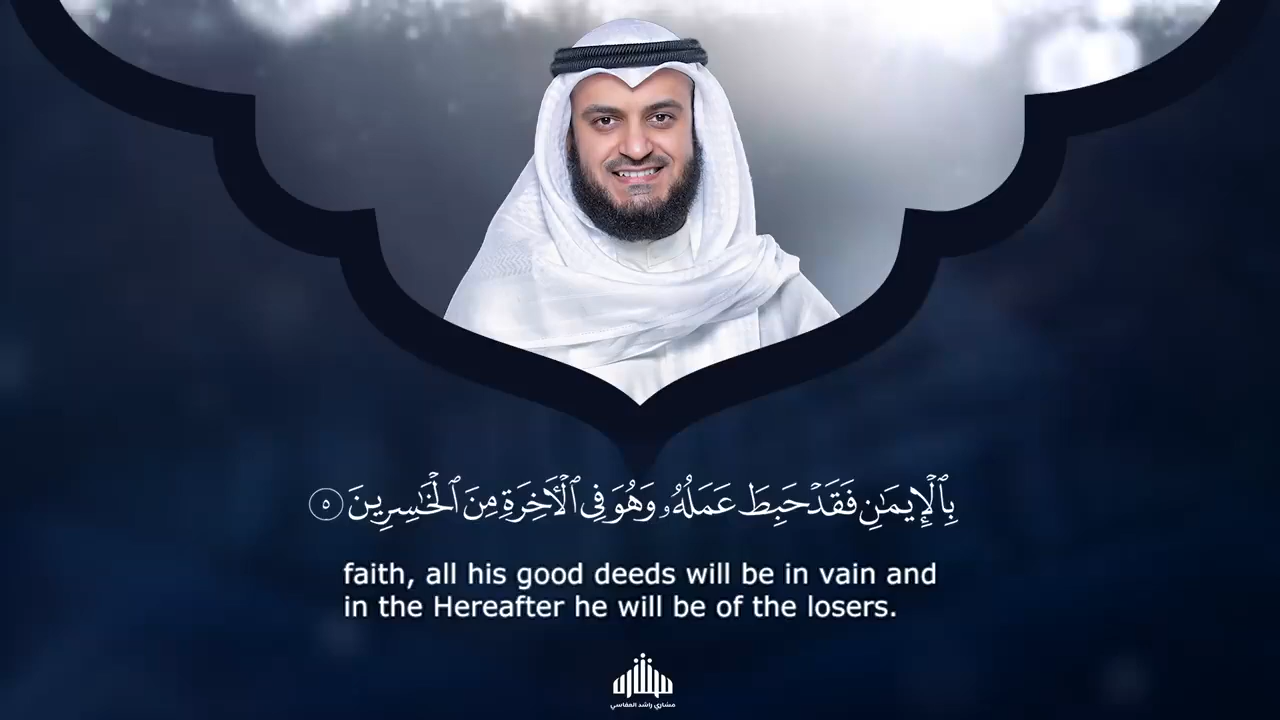 بِٱلْإِيمَٰنِ فَقَدْ حَبِطَ عَمَلُهُۥ وَهُوَ فِى ٱلْأَخِرَةِ مِنَ ٱلْخَٰسِرِينَ ٥
faith, all his good deeds will be in vain and
in the Hereafter he will be of the losers.
مشاري راشد العفاسي